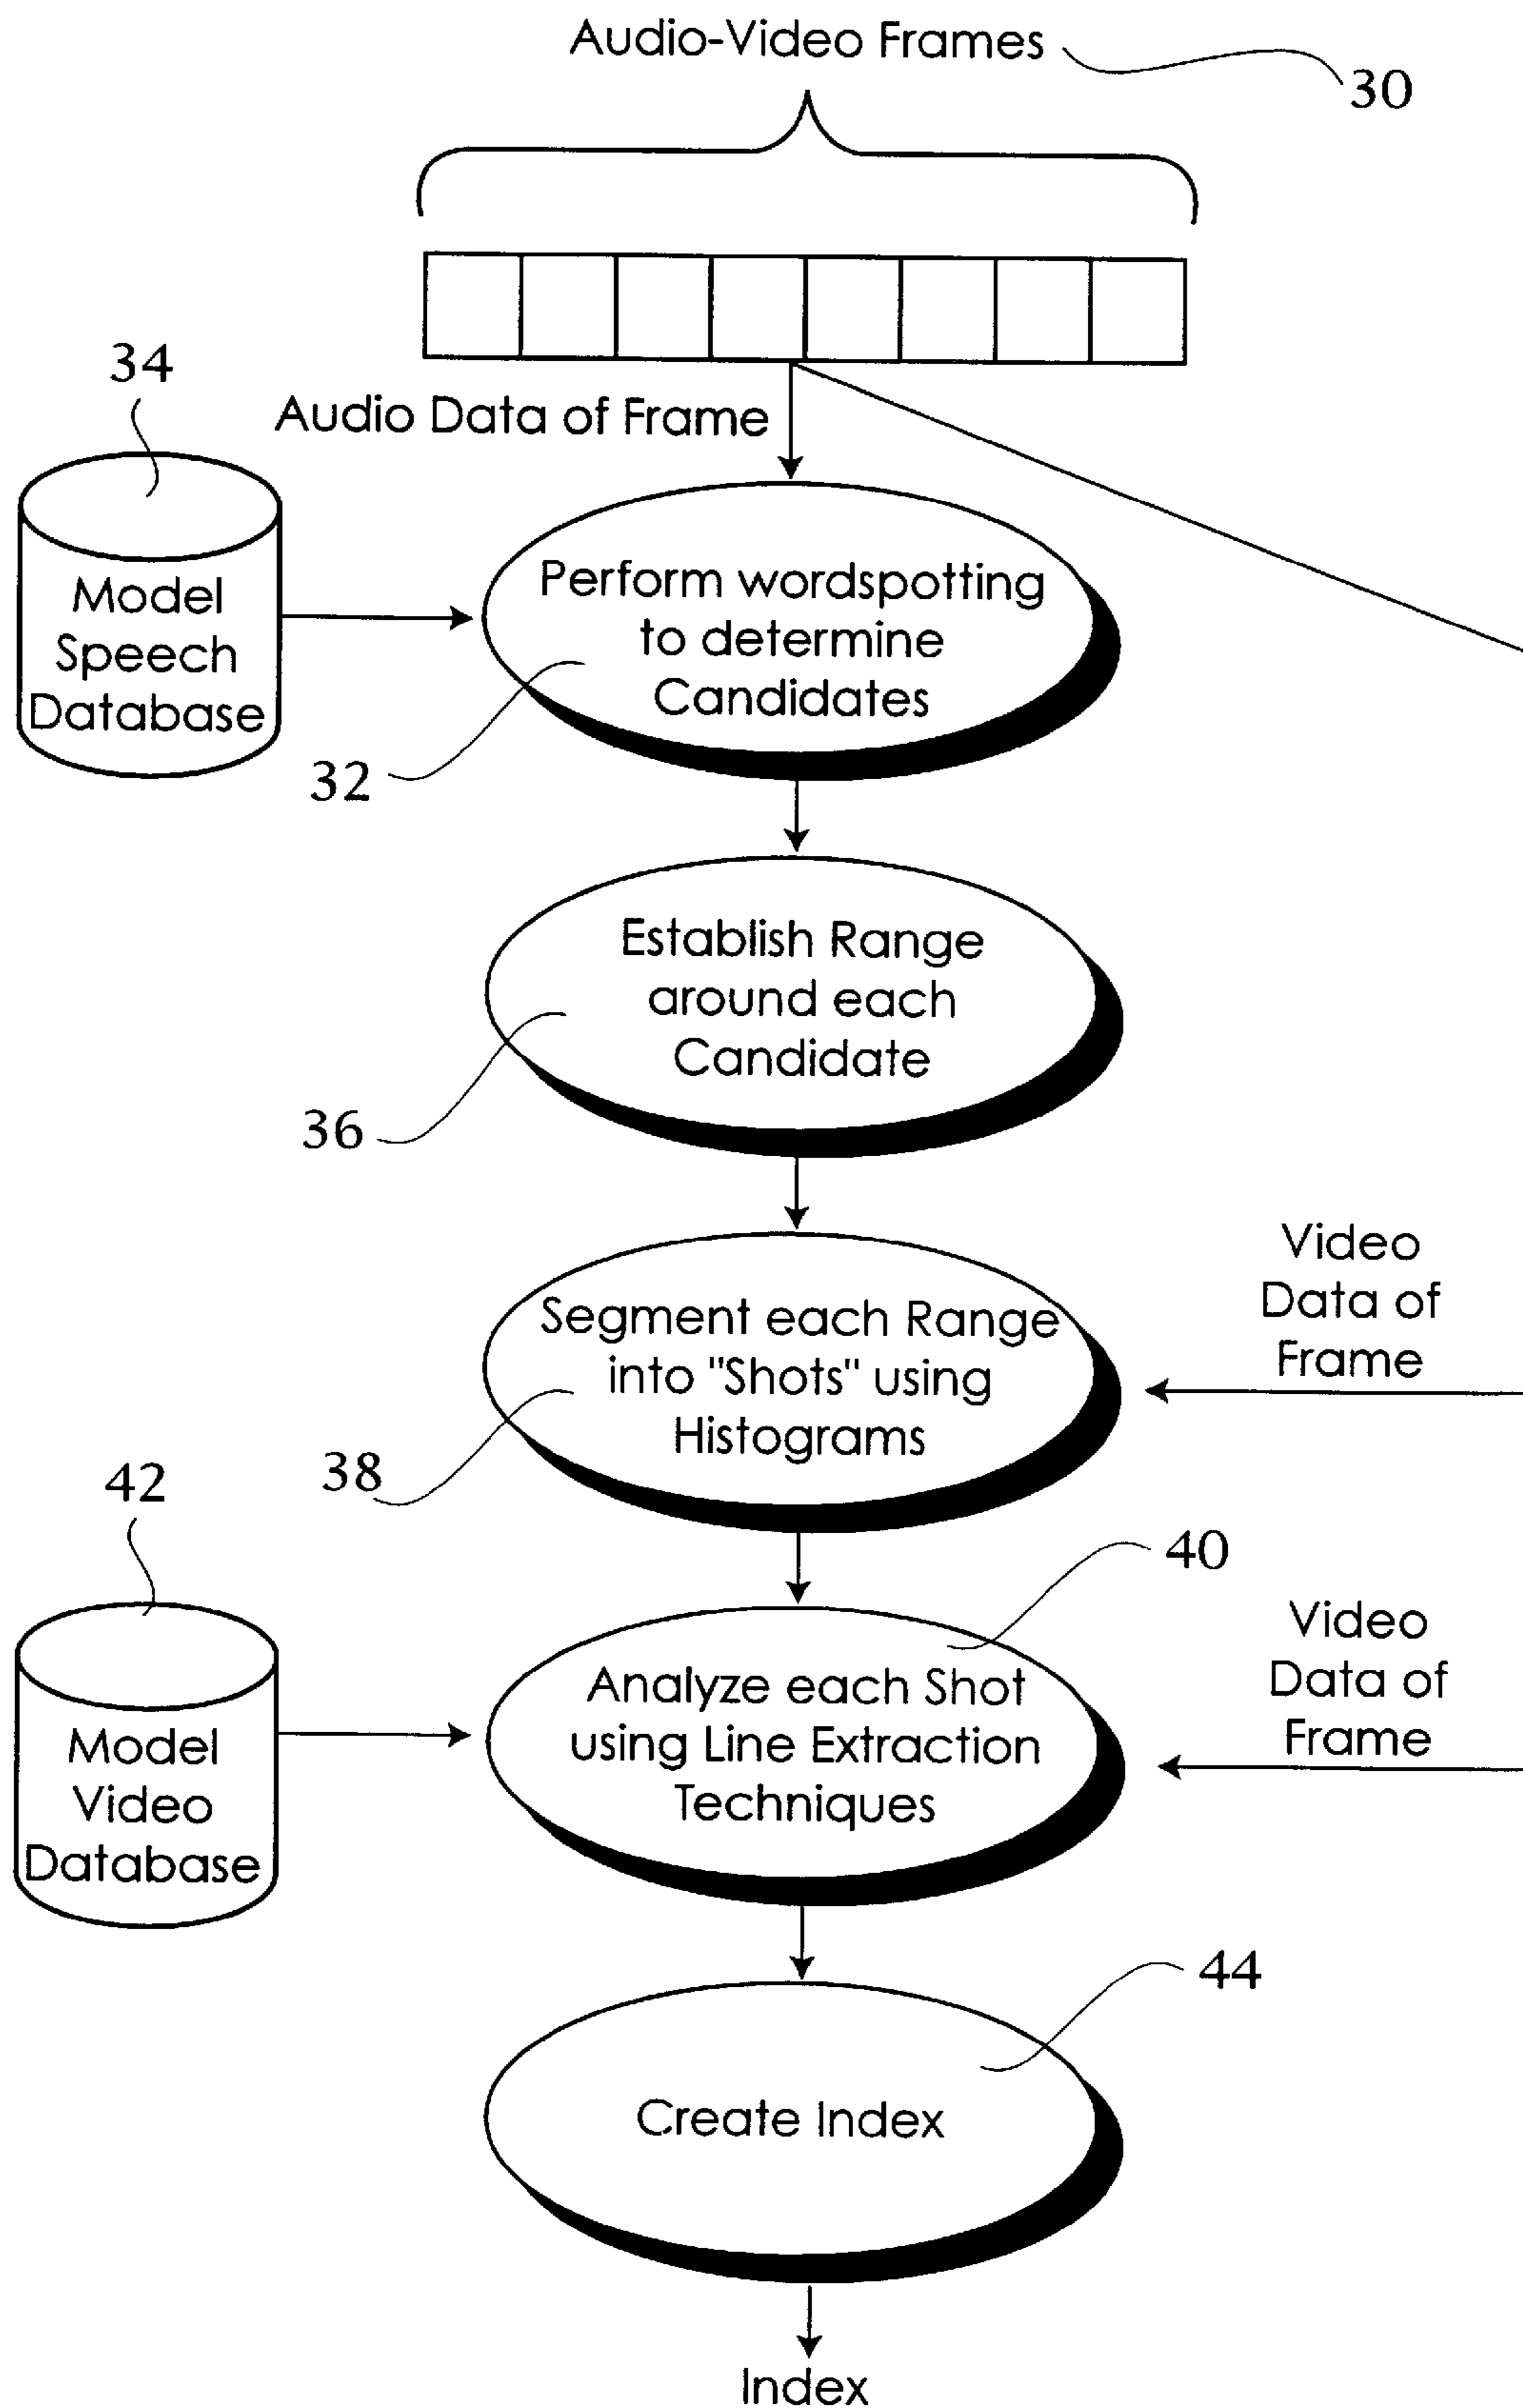 Audio-Video Frames
30
34
Audio Data of Frame
Model
Speech
Database
Perform wordspotting
to determine
Candidates
32
Establish Range
around each
Candidate
36
Video
Data of
Frame
Segment each Range
into "Shots" using
Histograms
38
42
40
Video
Data of
Frame
Model
Video
Database
Analyze each Shot
using Line Extraction
Techniques
44
Create Index
Index